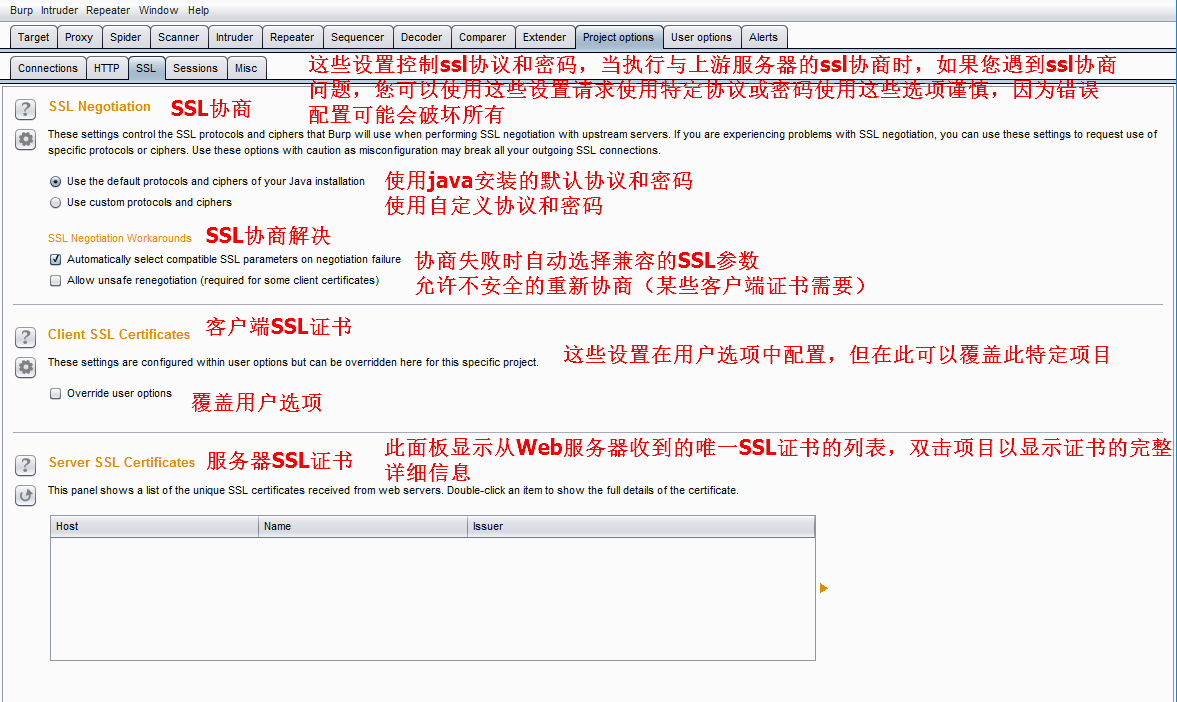 Burp Intruder Repeater Window Help
Target Proxy Spider Scanner Intruder Repeater Sequencer Decoder Comparer Extender Project options User options Alerts
Connections HTTP SSL Sessions Misc
这些设置控制ssl协议和密码，当执行与上游服务器的ssl协商时，如果您遇到ssl协商
问题，您可以使用这些设置请求使用特定协议或密码使用这些选项谨慎，因为错误
配置可能会破坏所有
SSL Negotiation SSL协商
These settings control the SSL protocols and ciphers that Burp will use when performing SSL negotiation with upstream servers. If you are experiencing problems with SSL negotiation, you can use these settings to request use of
specific protocols or ciphers. Use these options with caution as misconfiguration may break all your outgoing SSL connections.
Use the default protocols and ciphers of your Java installation 使用java安装的默认协议和密码
Use custom protocols and ciphers 使用自定义协议和密码
SSL Negotiation Workarounds SSL协商解决
Automatically select compatible SSL parameters on negotiation failure 协商失败时自动选择兼容的SSL参数
Allow unsafe renegotiation (required for some client certificates) 允许不安全的重新协商（某些客户端证书需要）
Client SSL Certificates 客户端SSL证书
These settings are configured within user options but can be overridden here for this specific project. 这些设置在用户选项中配置，但在此可以覆盖此特定项目
Override user options 覆盖用户选项
Server SSL Certificates 服务器SSL证书
此面板显示从Web服务器收到的唯一SSL证书的列表，双击项目以显示证书的完整
详细信息
This panel shows a list of the unique SSL certificates received from web servers. Double-click an item to show the full details of the certificate.
Host Name Issuer